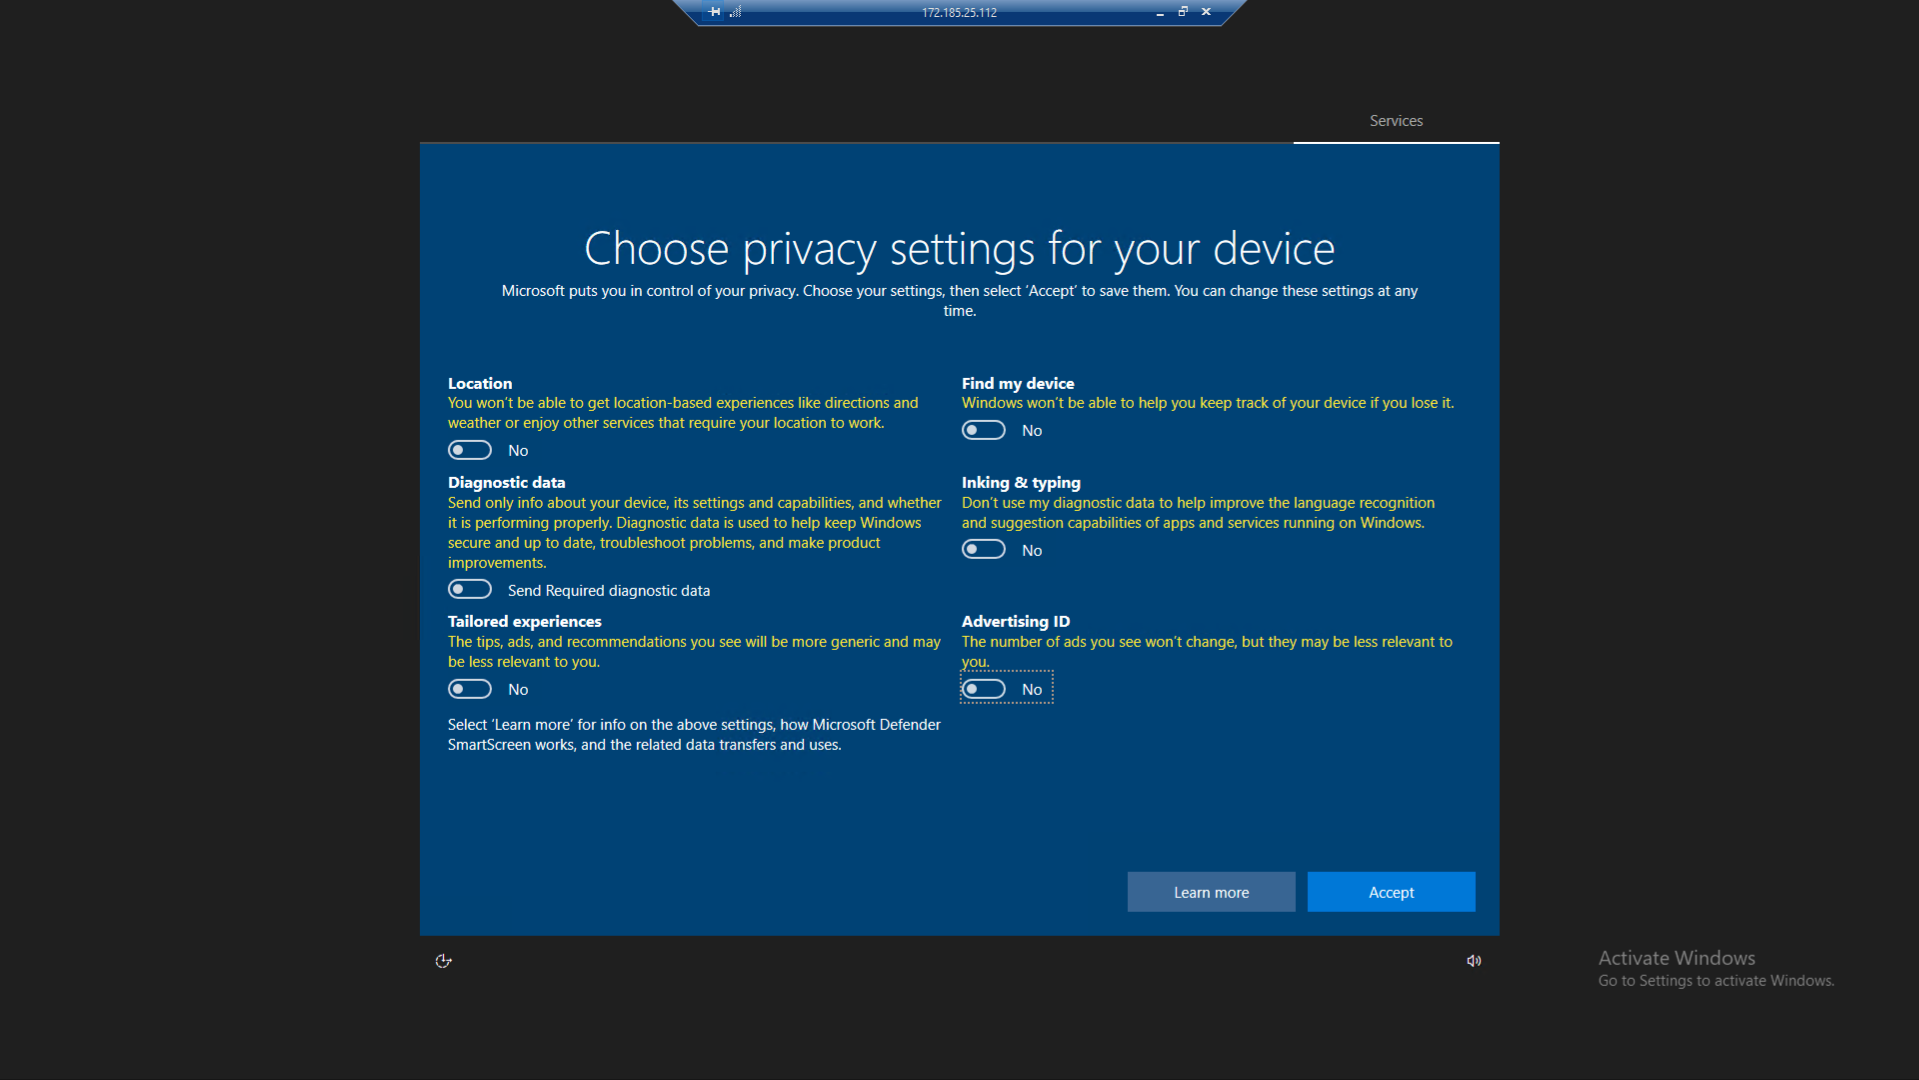 172.185.25.112
Services
Choose privacy settings for your device
Microsoft puts you in control of your privacy. Choose your settings, then select ‘Accept’ to save them. You can change these settings at any
time.
Location
You won’t be able to get location-based experiences like directions and
weather or enjoy other services that require your location to work.
No
Find my device
Windows won’t be able to help you keep track of your device if you lose it.
No
Diagnostic data
Send only info about your device, its settings and capabilities, and whether
it is performing properly. Diagnostic data is used to help keep Windows
secure and up to date, troubleshoot problems, and make product
improvements.
Send Required diagnostic data
Inking & typing
Don’t use my diagnostic data to help improve the language recognition
and suggestion capabilities of apps and services running on Windows.
No
Tailored experiences
The tips, ads, and recommendations you see will be more generic and may
be less relevant to you.
No
Advertising ID
The number of ads you see won’t change, but they may be less relevant to
you.
No
Select ‘Learn more’ for info on the above settings, how Microsoft Defender
SmartScreen works, and the related data transfers and uses.
Learn more
Accept
Activate Windows
Go to Settings to activate Windows.